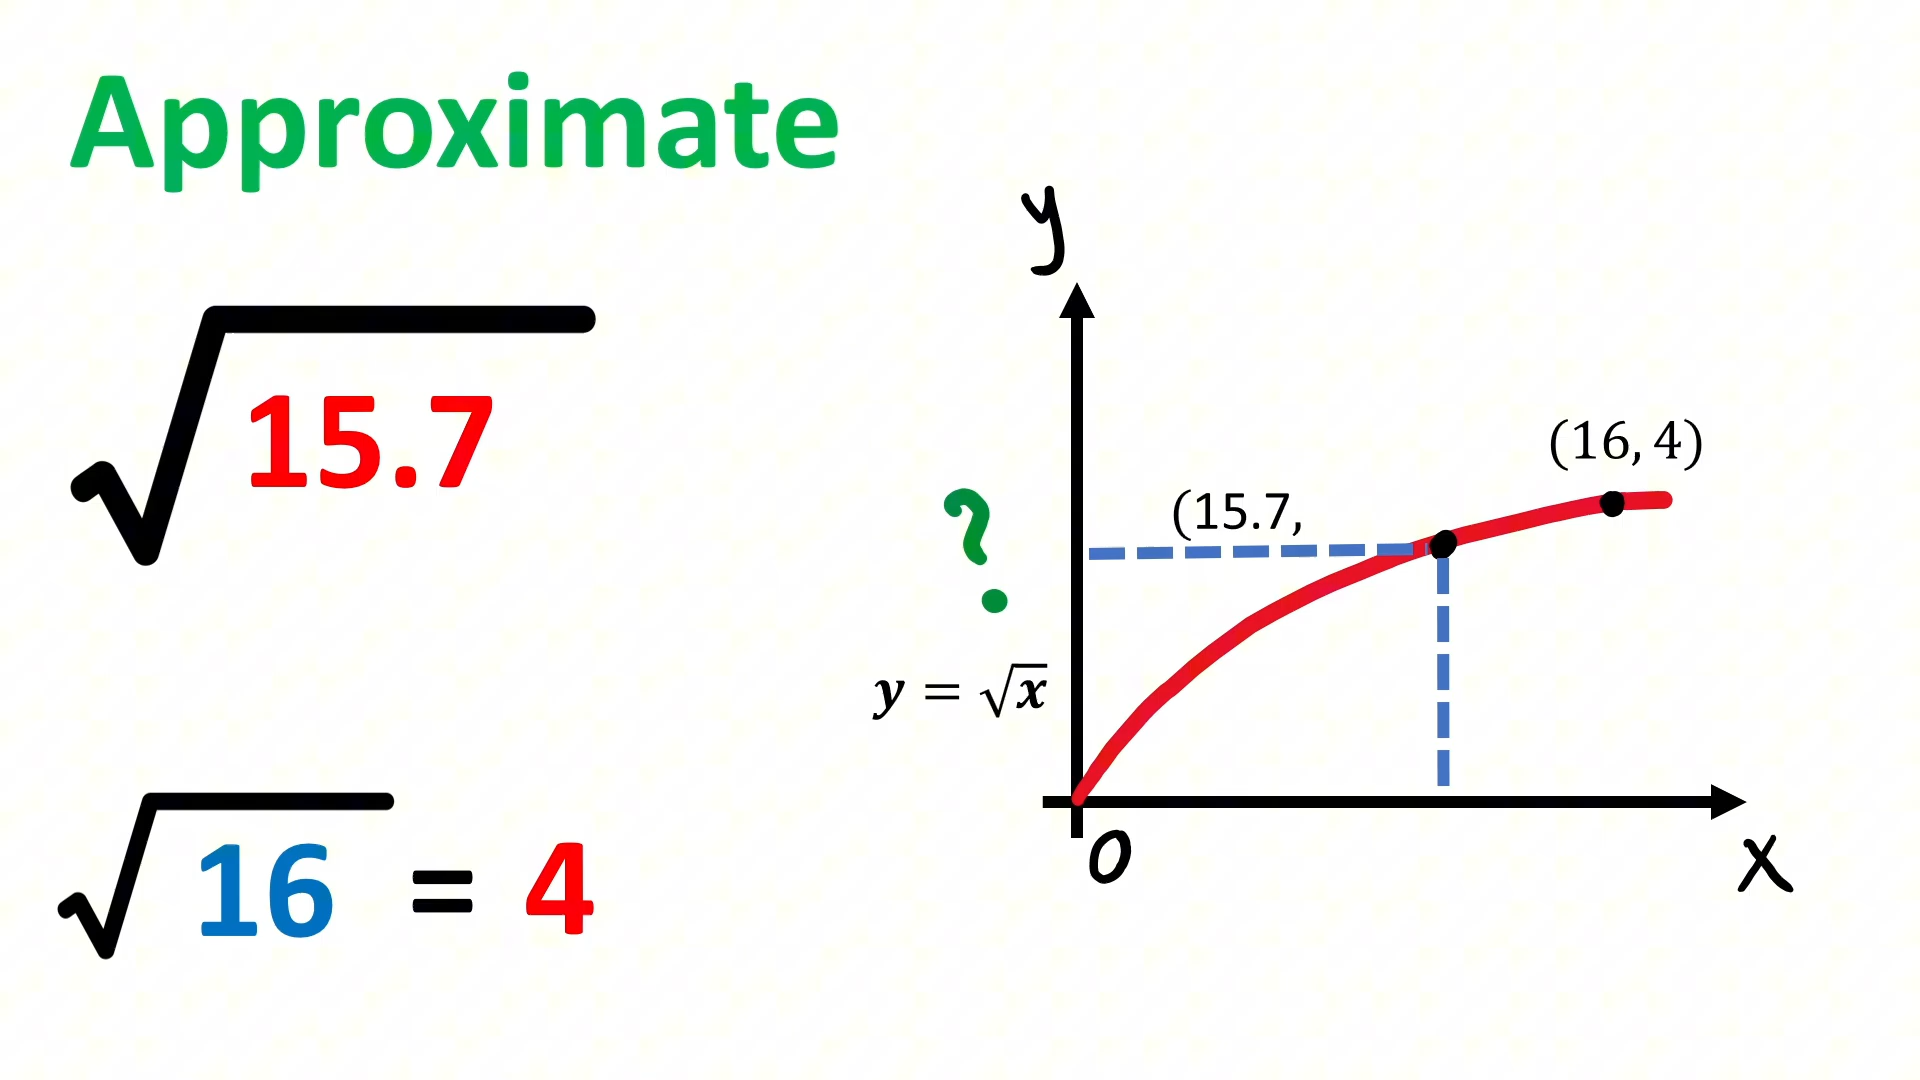 Approximate
√15.7
√16 = 4
y
(16, 4)
(15.7,
?
y = √x
0
x